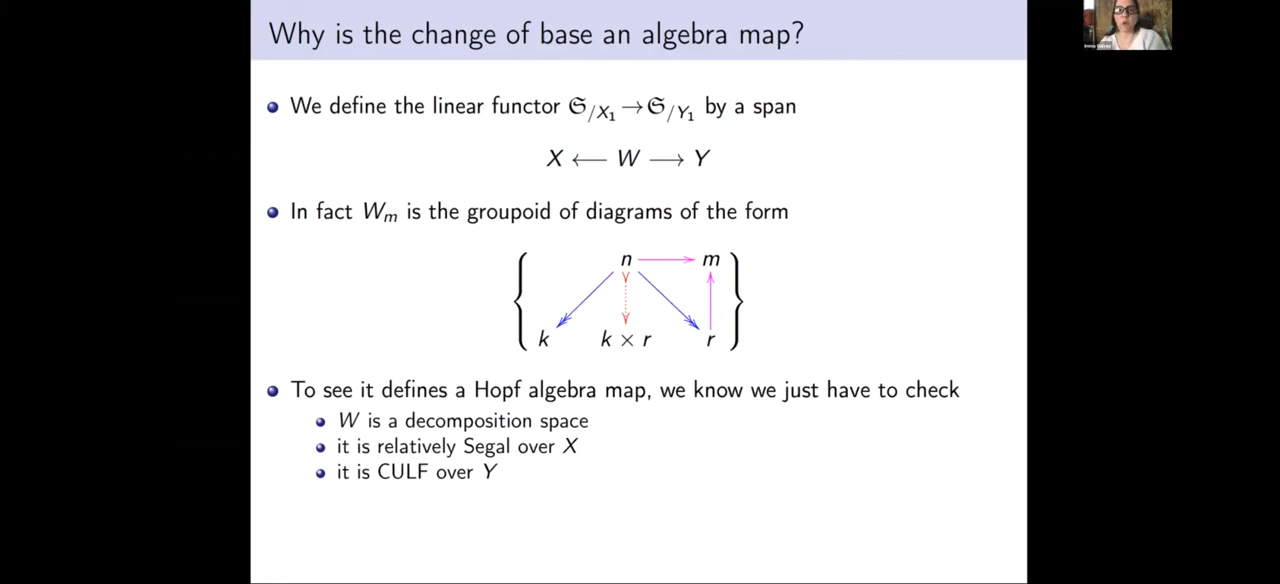 Why is the change of base an algebra map?
We define the linear functor 𝔖/X₁ → 𝔖/Y₁ by a span
X ⟵ W ⟶ Y
In fact Wₘ is the groupoid of diagrams of the form
n m
k k × r r
To see it defines a Hopf algebra map, we know we just have to check
W is a decomposition space
it is relatively Segal over X
it is CULF over Y